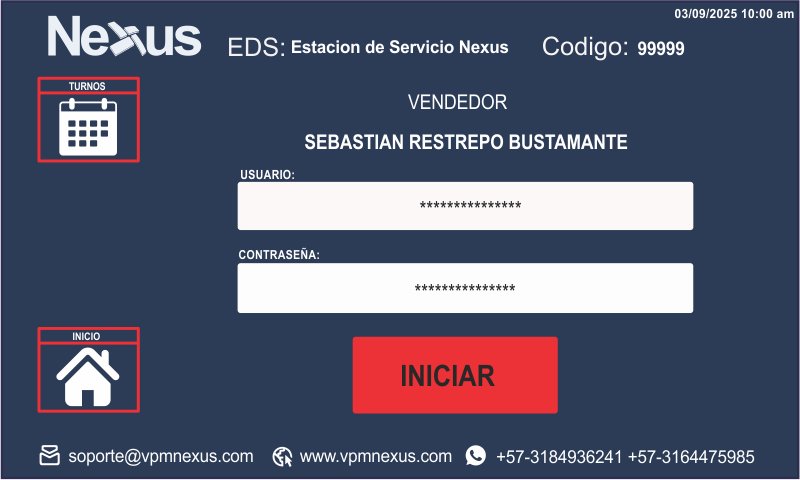 03/09/2025 10:00 am
Nexus
EDS: Estacion de Servicio Nexus Codigo: 99999
TURNOS
VENDEDOR
SEBASTIAN RESTREPO BUSTAMANTE
USUARIO:
***************
CONTRASEÑA:
***************
INICIO
INICIAR
soporte@vpmnexus.com www.vpmnexus.com +57-3184936241 +57-3164475985